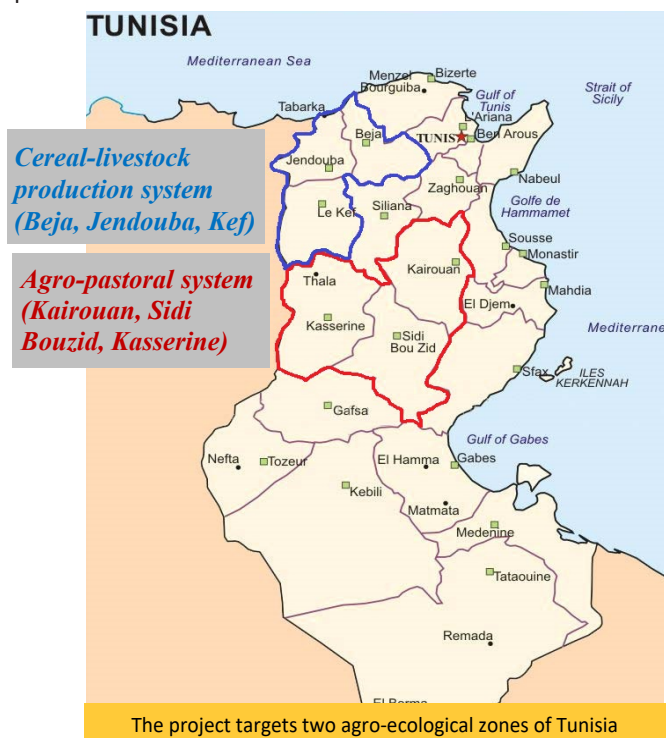 TUNISIA
Mediterranean Sea
Menzel
Bourguiba
Bizerte
Gulf of
Tunis
Strait of
Sicily
Tabarka
L'Ariana
Beja
TUNIS
Ben Arous
Cereal-livestock
production system
(Beja, Jendouba, Kef)
Jendouba
Nabeul
Zaghouan
Golfe de
Hammamet
Le Kef
Siliana
Sousse
Monastir
Agro-pastoral system
(Kairouan, Sidi
Bouzid, Kasserine)
Thala
Kairouan
Mahdia
El Djem
Kasserine
Sidi
Bou Zid
Mediterrane
Sfax
ILES
KERKENNAH
Gafsa
Gulf of Gabes
Nefta
Tozeur
El Hamma
Gabes
Kebili
Matmata
Medenine
Tataouine
Remada
El Borma
The project targets two agro-ecological zones of Tunisia